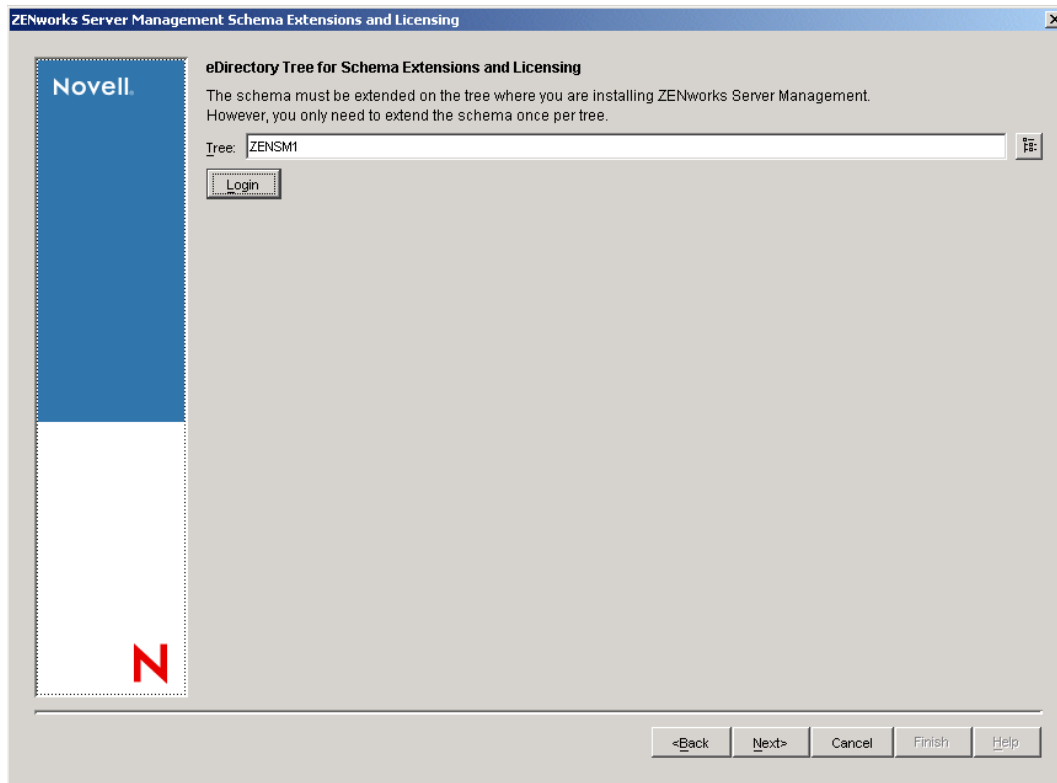 ZENworks Server Management Schema Extensions and Licensing
Novell.
eDirectory Tree for Schema Extensions and Licensing
The schema must be extended on the tree where you are installing ZENworks Server Management.
However, you only need to extend the schema once per tree.
Tree: ZENSM1
Login
N
<Back Next> Cancel Finish Help